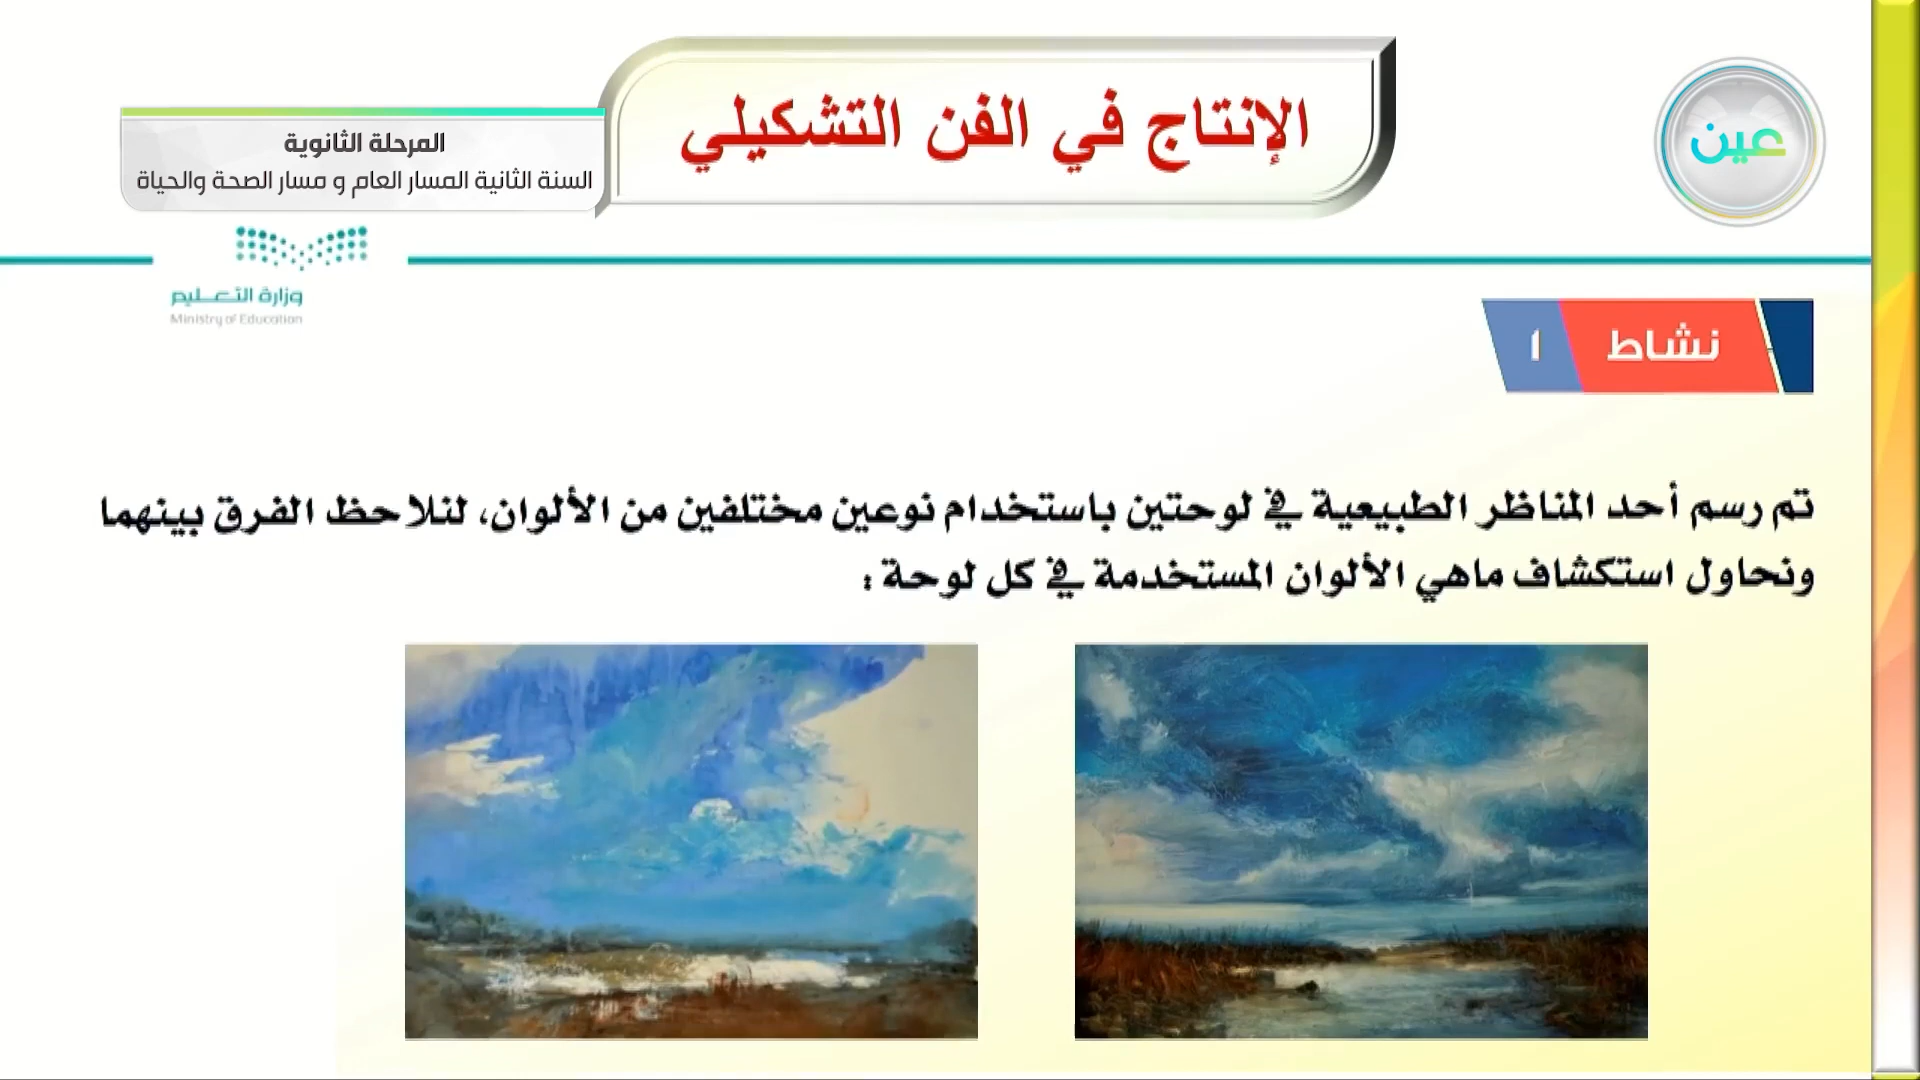 الإنتاج في الفن التشكيلي
عين
المرحلة الثانوية
السنة الثانية المسار العام و مسار الصحة والحياة
وزارة التعليم
Ministry of Education
نشاط ١
تم رسم أحد المناظر الطبيعية في لوحتين باستخدام نوعين مختلفين من الألوان، لنلاحظ الفرق بينهما
ونحاول استكشاف ماهي الألوان المستخدمة في كل لوحة :